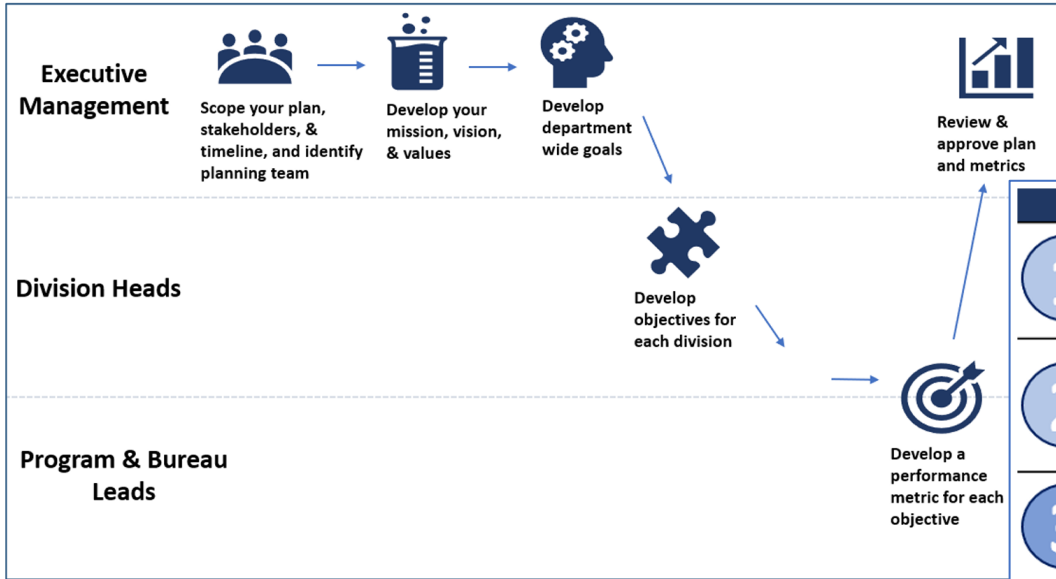 Executive
Management
Scope your plan,
stakeholders, &
timeline, and identify
planning team
Develop your
mission, vision,
& values
Develop
department
wide goals
Review &
approve plan
and metrics
Division Heads
Develop
objectives for
each division
Program & Bureau
Leads
Develop a
performance
metric for each
objective